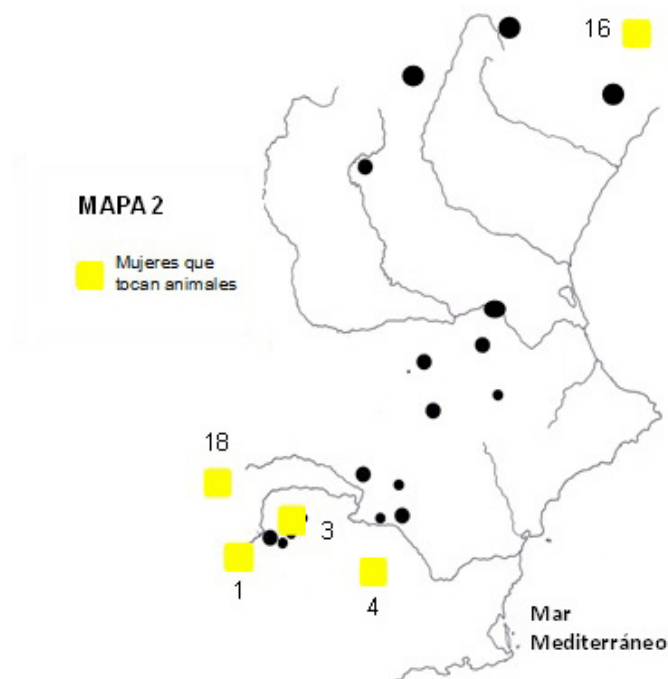 16
MAPA 2
Mujeres que
tocan animales
18
3
1
4
Mar
Mediterráneo